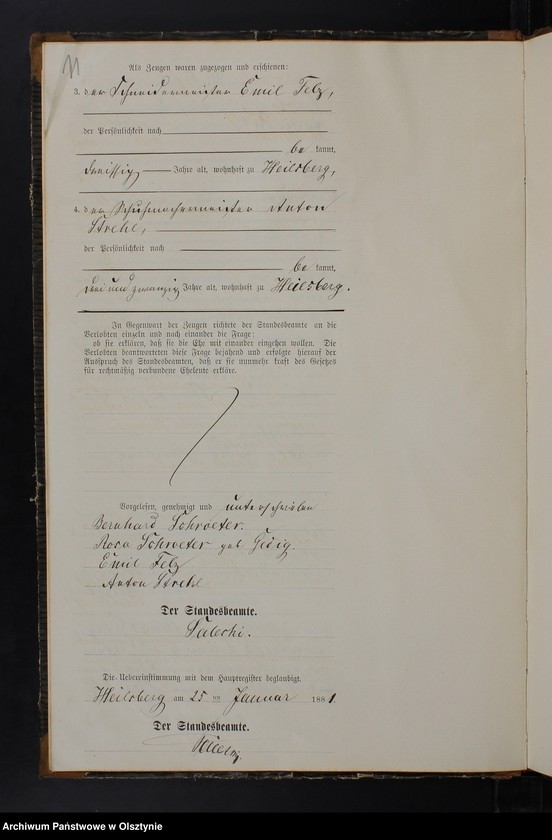 11
Als Zeugen waren zugezogen und erschienen:
3. der Schneidermeister Emil Felz,
der Persönlichkeit nach
be kannt,
dreissig Jahre alt, wohnhaft zu Heilsberg,
4. der Schuhmachermeister Anton
Strehl,
der Persönlichkeit nach
be kannt,
drei und zwanzig Jahre alt, wohnhaft zu Heilsberg.
In Gegenwart der Zeugen richtete der Standesbeamte an die
Verlobten einzeln und nach einander die Frage:
ob sie erklären, daß sie die Ehe mit einander eingehen wollen. Die
Verlobten beantworteten diese Frage bejahend und erfolgte hierauf der
Ausspruch des Standesbeamten, daß er sie nunmehr kraft des Gesetzes
für rechtmäßig verbundene Eheleute erkläre.
Vorgelesen, genehmigt und unterschrieben
Bernhard Schroeter.
Rosa Schroeter geb
Emil Felz
Anton Strehl
Der Standesbeamte.
Die Uebereinstimmung mit dem Hauptregister beglaubigt.
Heilsberg am 25 ten Januar 1881.
Der Standesbeamte.
Archiwum Państwowe w Olsztynie